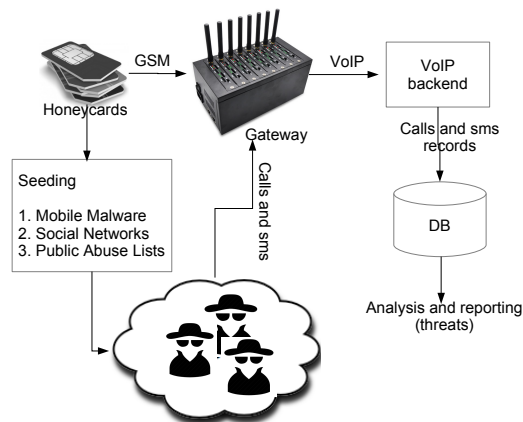 GSM
VoIP
VoIP
backend
Honeycards
Gateway
Calls and sms
records
Seeding
1. Mobile Malware
2. Social Networks
3. Public Abuse Lists
Calls and sms
DB
Analysis and reporting
(threats)